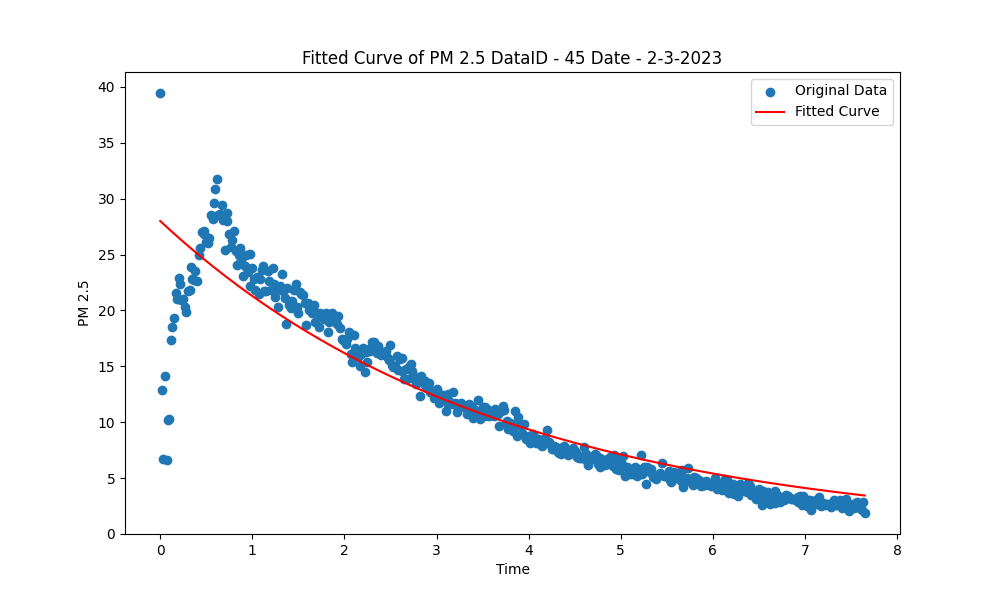 Fitted Curve of PM 2.5 DataID - 45 Date - 2-3-2023
Original Data
Fitted Curve
40
35
30
25
20
15
10
5
0
PM 2.5
0 1 2 3 4 5 6 7 8
Time